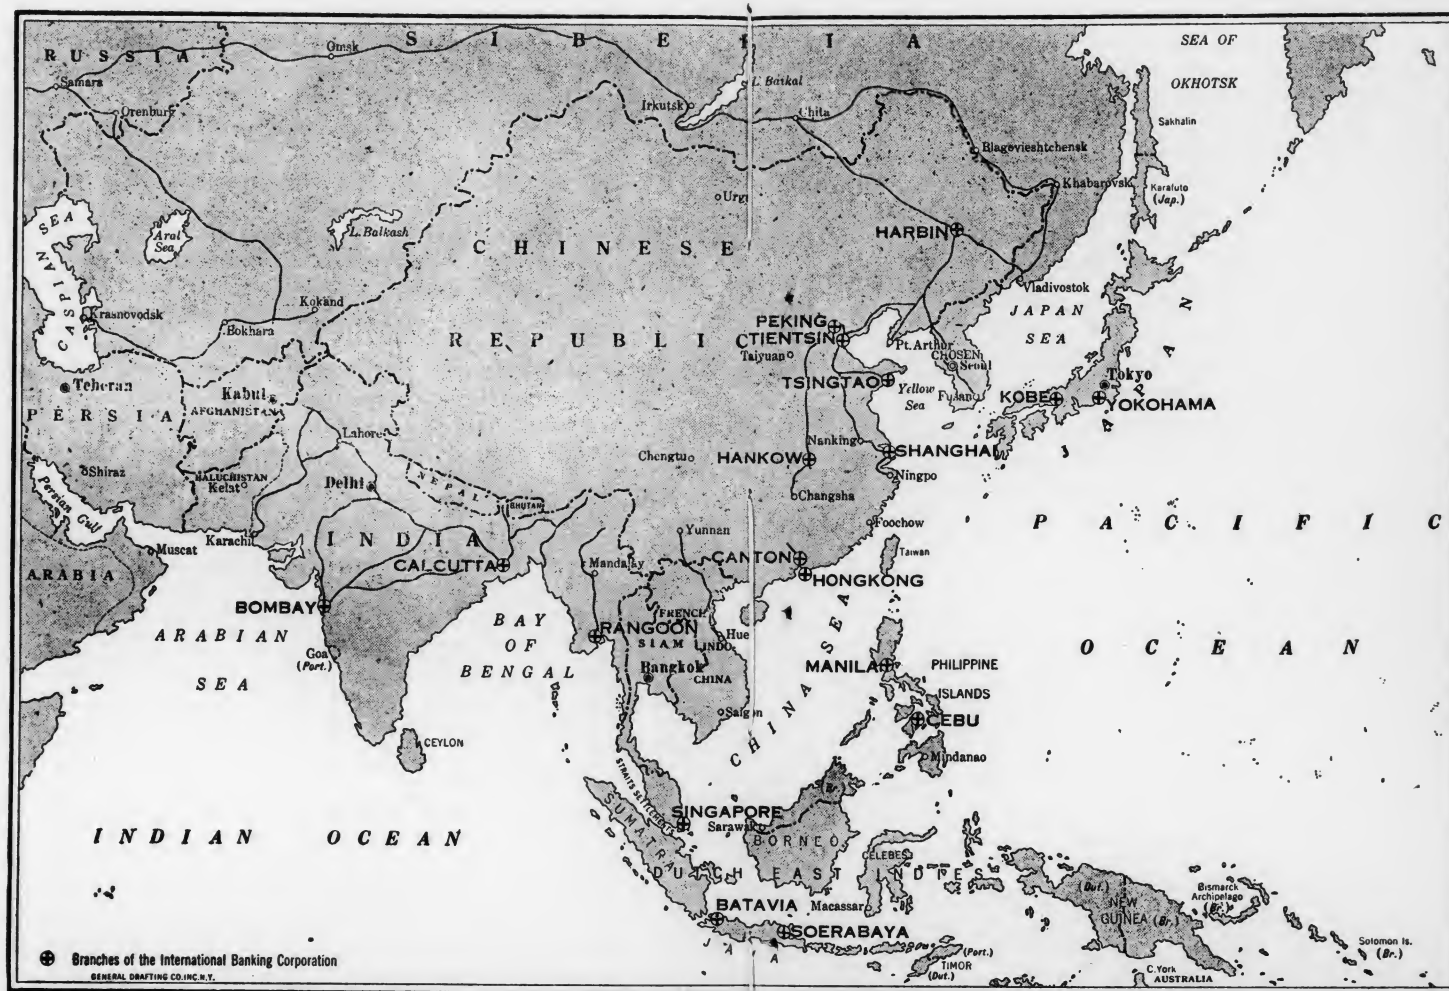 SIBERIA
RUSSIA
Omsk
Samara
Orenburg
L. Baikal
Irkutsk
Chita
SEA OF
OKHOTSK
Sakhalin
Blagovieshtchensk
Khabarovsk
Karafuto
(Jap.)
CASPIAN SEA
Aral
Sea
L. Balkash
CHINESE
REPUBLIC
HARBIN
Vladivostok
JAPAN
SEA
JAPAN
Krasnovodsk
Bokhara
Kokand
PEKING
TIENTSIN
Taiyuan
Pt. Arthur
CHOSEN
Seoul
Fusan
TSINGTAO
Yellow
Sea
KOBE
Tokyo
YOKOHAMA
Teheran
PERSIA
Kabul
AFGHANISTAN
Lahore
Shiraz
BALUCHISTAN
Kelat
Delhi
NEPAL
BHUTAN
Chengtu
HANKOW
Nanking
SHANGHAI
Ningpo
Changsha
Persian Gulf
Muscat
Karachi
INDIA
Yunnan
Foochow
Taiwan
PACIFIC
OCEAN
ARABIA
CALCUTTA
Mandalay
CANTON
HONGKONG
BOMBAY
ARABIAN
SEA
Goa
(Port.)
BAY
OF
BENGAL
RANGOON
SIAM
FRENCH
INDO
CHINA
Hue
Bangkok
Saigon
CHINA SEA
MANILA
PHILIPPINE
ISLANDS
CEBU
Mindanao
CEYLON
INDIAN OCEAN
STRAITS SETTLEMENTS
SINGAPORE
SUMATRA
Sarawak
(Br.)
BORNEO
CELEBES
DUTCH EAST INDIES
BATAVIA
Macassar
SOERABAYA
JAVA
(Port.)
TIMOR
(Dut.)
(Dut.)
NEW
GUINEA (Br.)
Bismarck
Archipelago
(Br.)
Solomon Is.
(Br.)
C. York
AUSTRALIA
Branches of the International Banking Corporation
GENERAL DRAFTING CO. INC. N.Y.